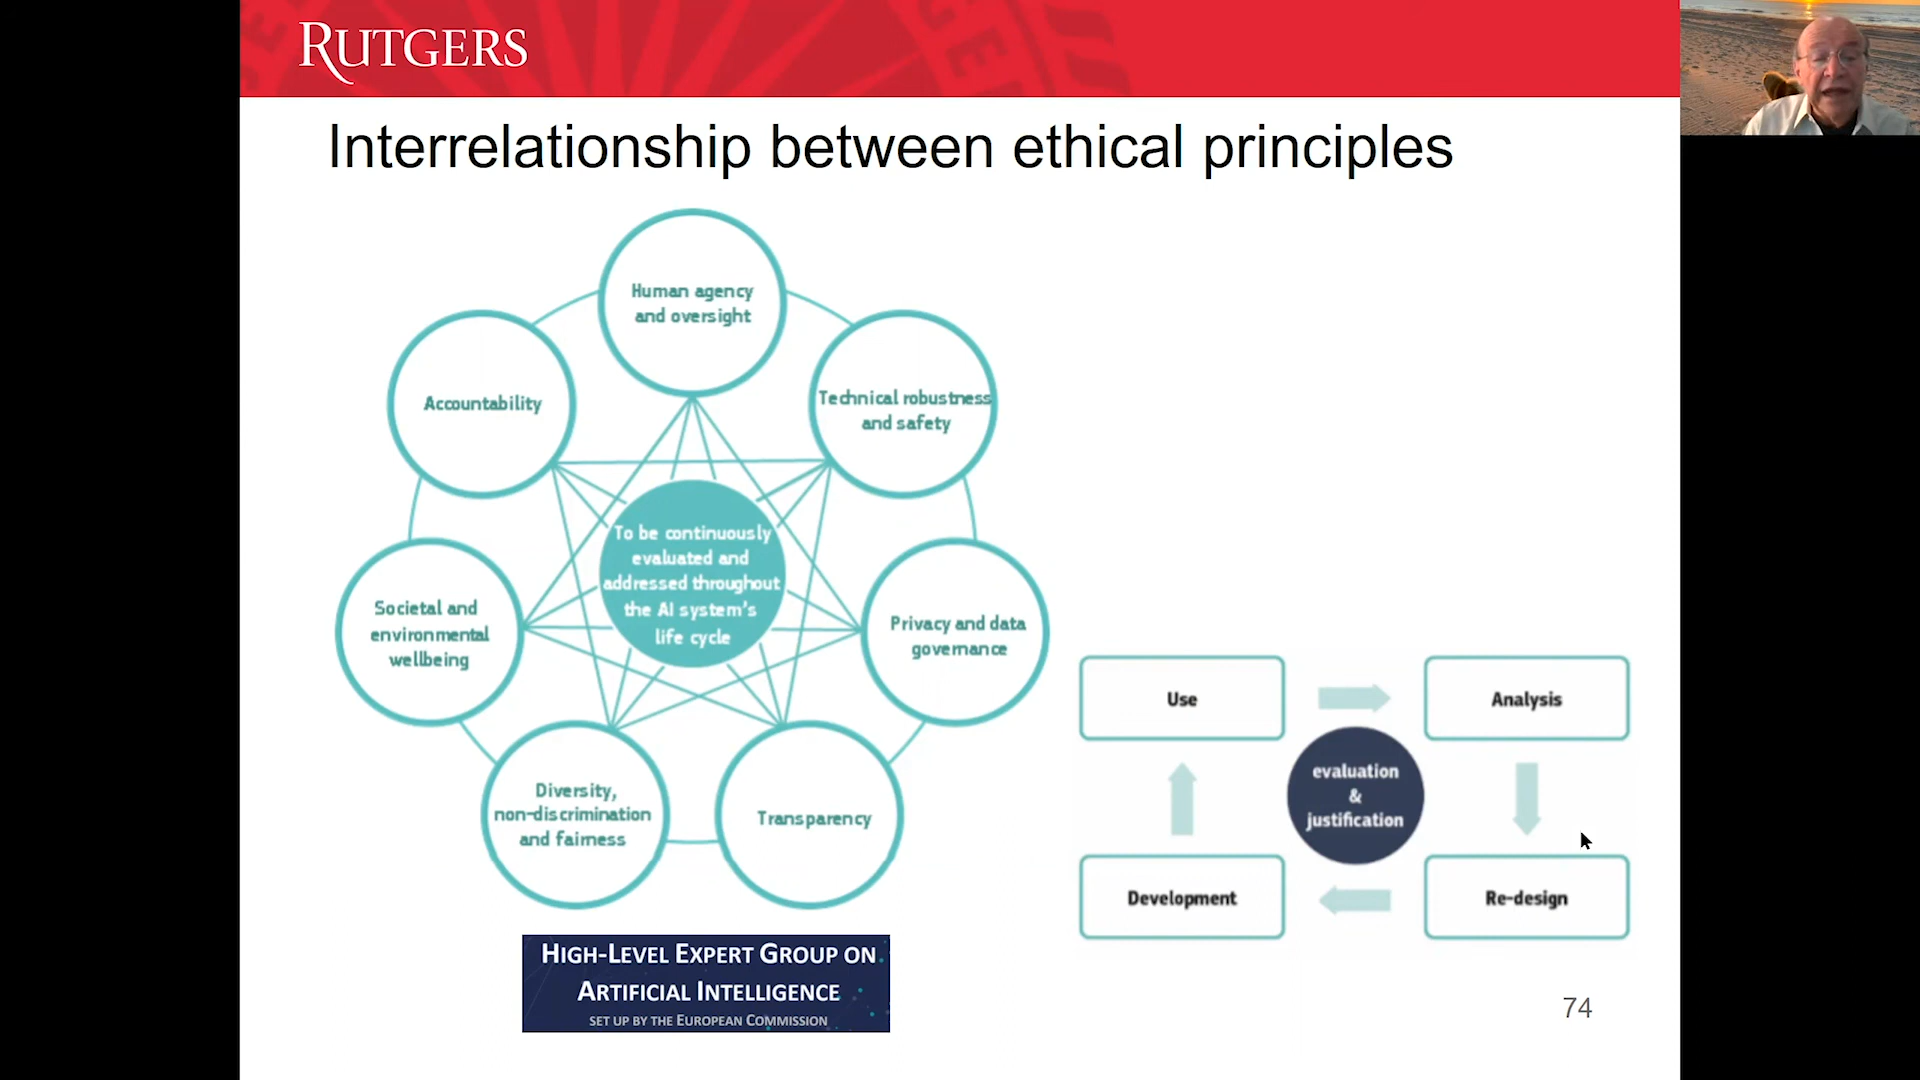 RUTGERS
Interrelationship between ethical principles
Human agency
and oversight
Accountability
Technical robustness
and safety
To be continuously
evaluated and
addressed throughout
the AI system's
life cycle
Societal and
environmental
wellbeing
Privacy and data
governance
Diversity,
non-discrimination
and fairness
Transparency
Use
Analysis
evaluation
&
justification
Development
Re-design
HIGH-LEVEL EXPERT GROUP ON
ARTIFICIAL INTELLIGENCE
SET UP BY THE EUROPEAN COMMISSION
74